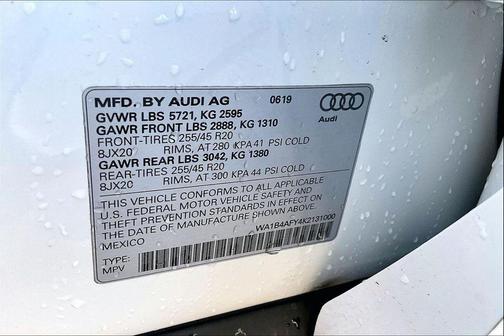 MFD. BY AUDI AG 0619
GVWR LBS 5721, KG 2595
GAWR FRONT LBS 2888, KG 1310
FRONT-TIRES 255/45 R20
8JX20 RIMS, AT 280 KPA 41 PSI COLD
GAWR REAR LBS 3042, KG 1380
REAR-TIRES 255/45 R20
8JX20 RIMS, AT 300 KPA 44 PSI COLD
THIS VEHICLE CONFORMS TO ALL APPLICABLE
U.S. FEDERAL MOTOR VEHICLE SAFETY AND
THEFT PREVENTION STANDARDS IN EFFECT ON
THE DATE OF MANUFACTURE SHOWN ABOVE
MEXICO WA1B4AFY4K2131000
TYPE:
MPV
Audi